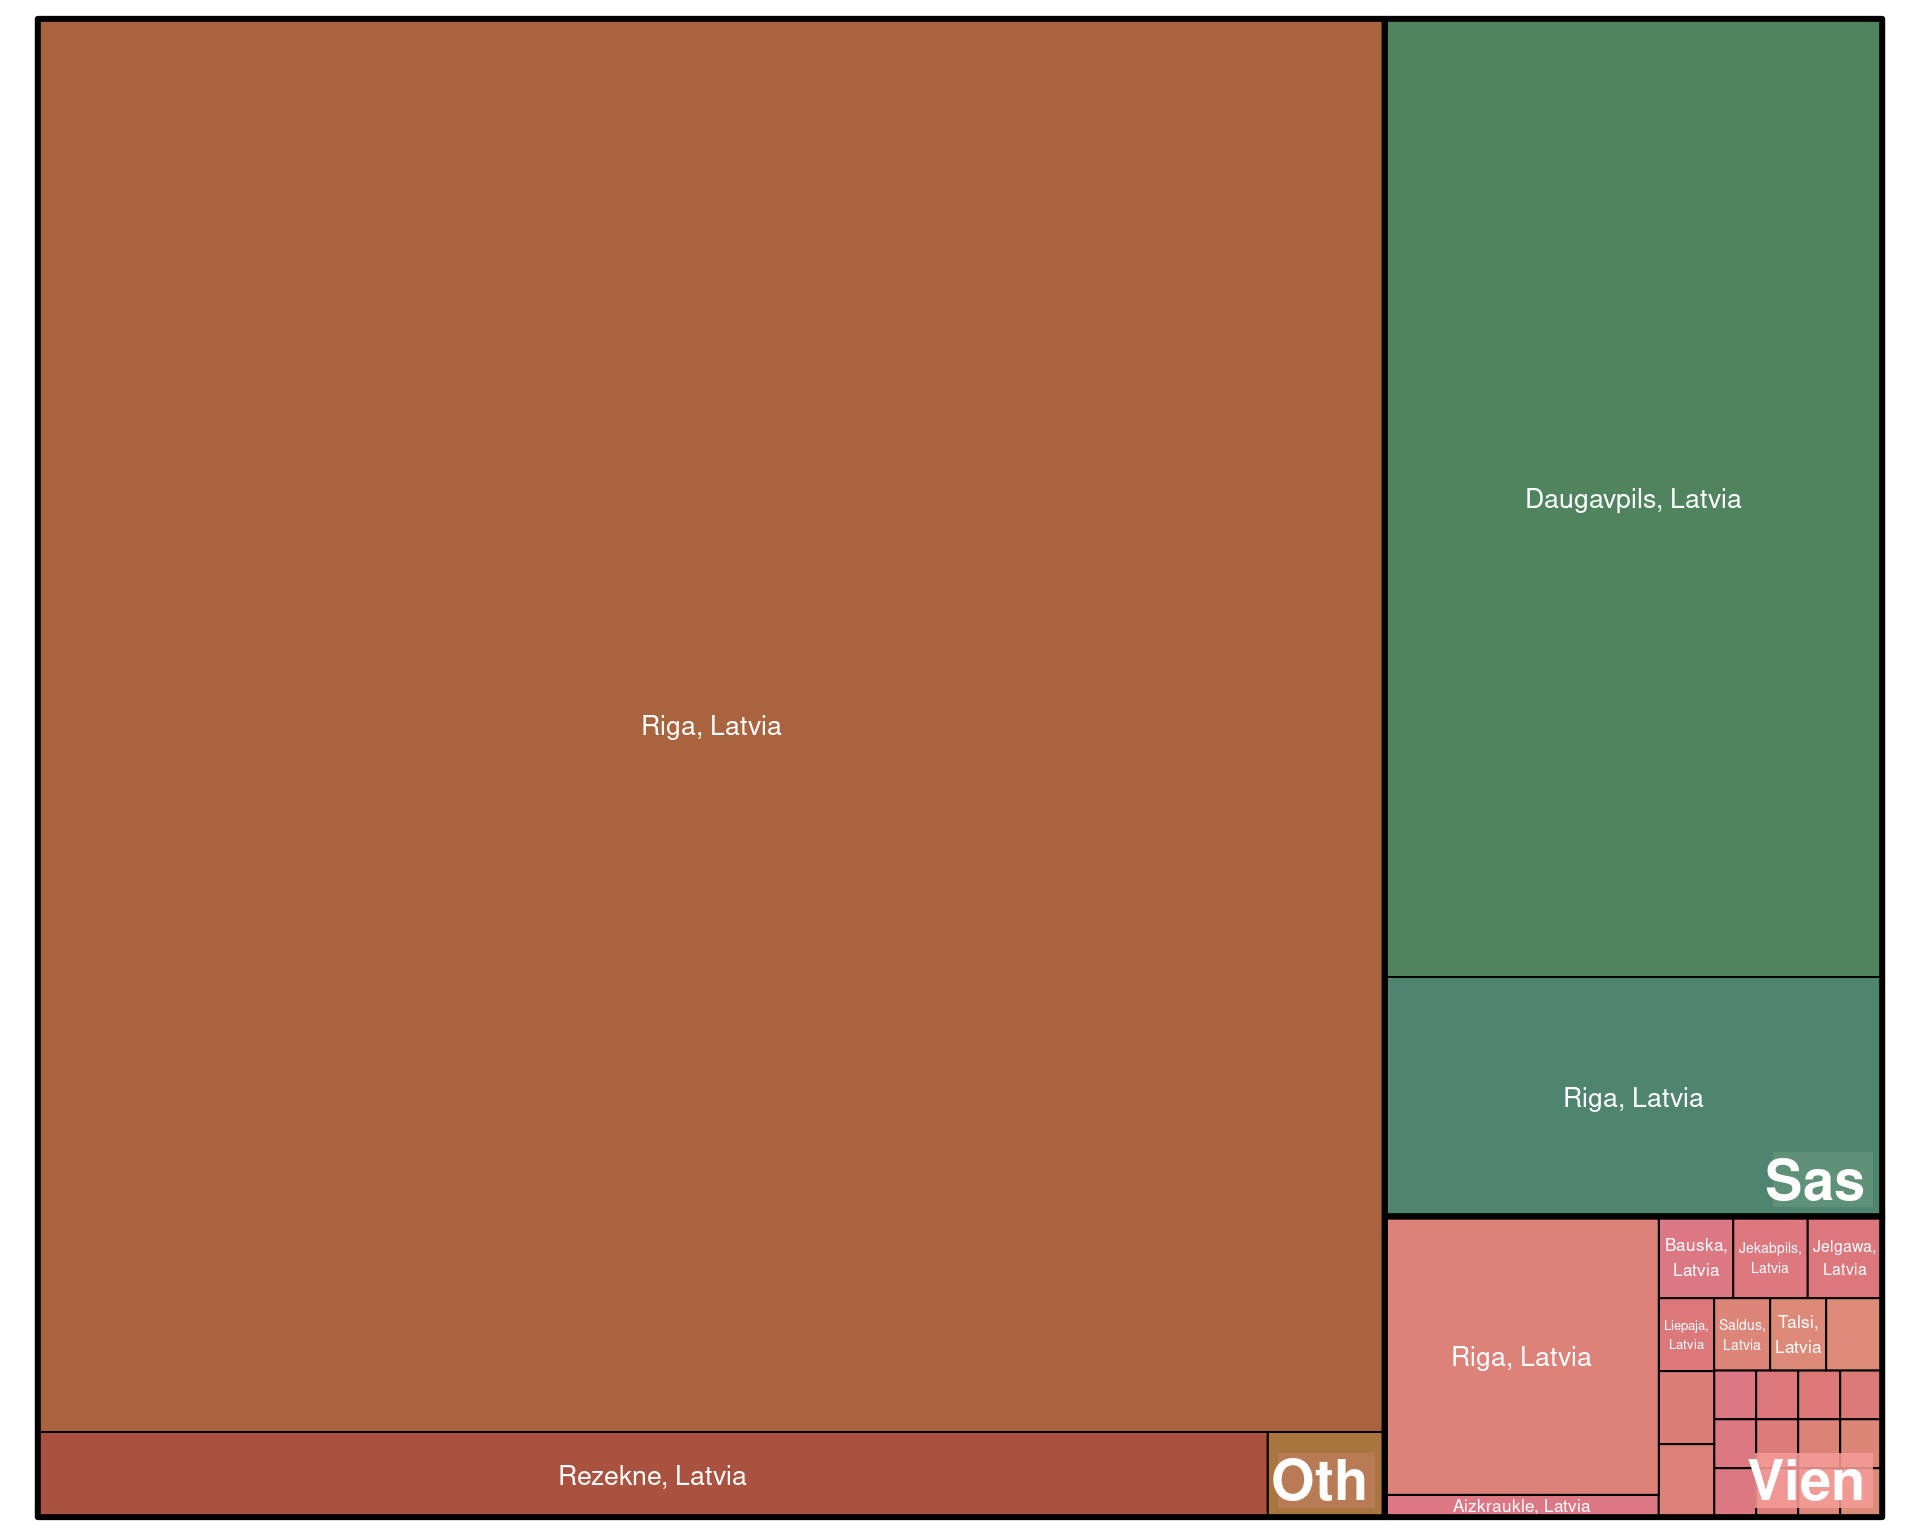 Riga, Latvia
Rezekne, Latvia
Oth
Daugavpils, Latvia
Riga, Latvia
Sas
Riga, Latvia
Aizkraukle, Latvia
Bauska,
Latvia
Jekabpils,
Latvia
Jelgawa,
Latvia
Liepaja,
Latvia
Saldus,
Latvia
Talsi,
Latvia
Vien